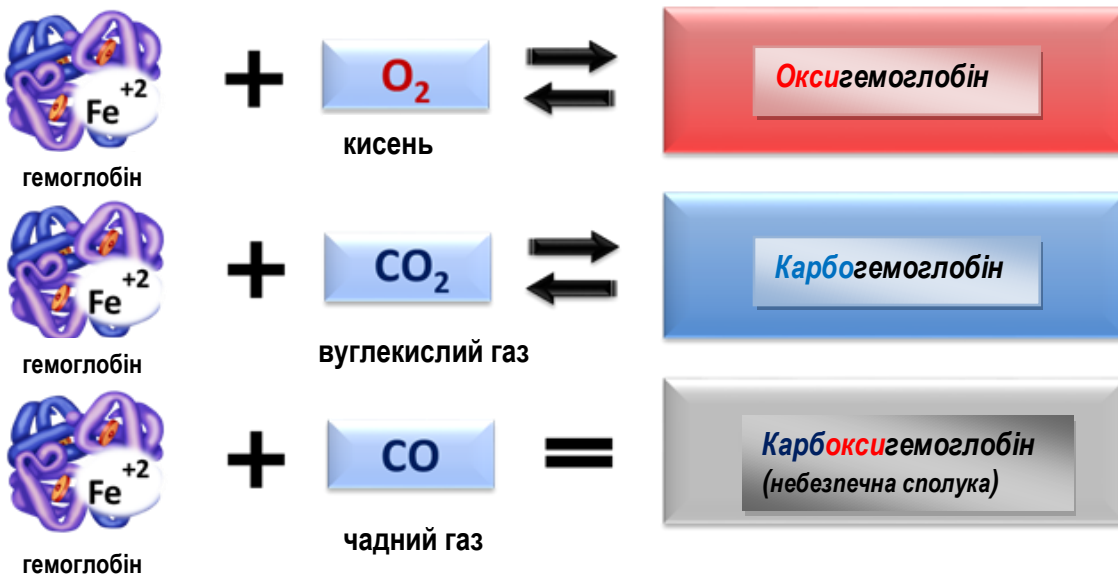 Fe +2 + O2 Оксигемоглобін
кисень
гемоглобін
Fe +2 + CO2 Карбогемоглобін
вуглекислий газ
гемоглобін
Fe +2 + CO = Карбоксигемоглобін
(небезпечна сполука)
чадний газ
гемоглобін